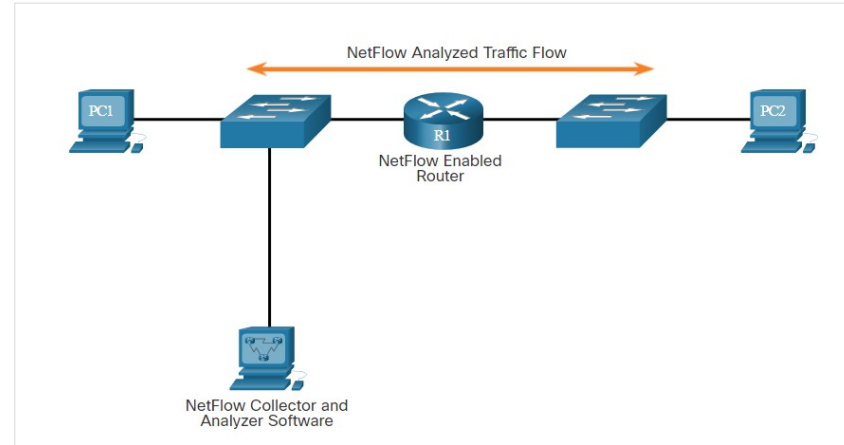 NetFlow Analyzed Traffic Flow
PC1
R1
PC2
NetFlow Enabled
Router
NetFlow Collector and
Analyzer Software